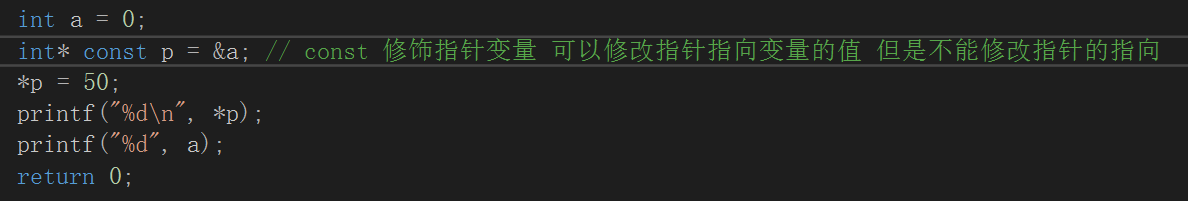 int a = 0;
int* const p = &a; // const 修饰指针变量 可以修改指针指向变量的值 但是不能修改指针的指向
*p = 50;
printf("%d\n", *p);
printf("%d", a);
return 0;